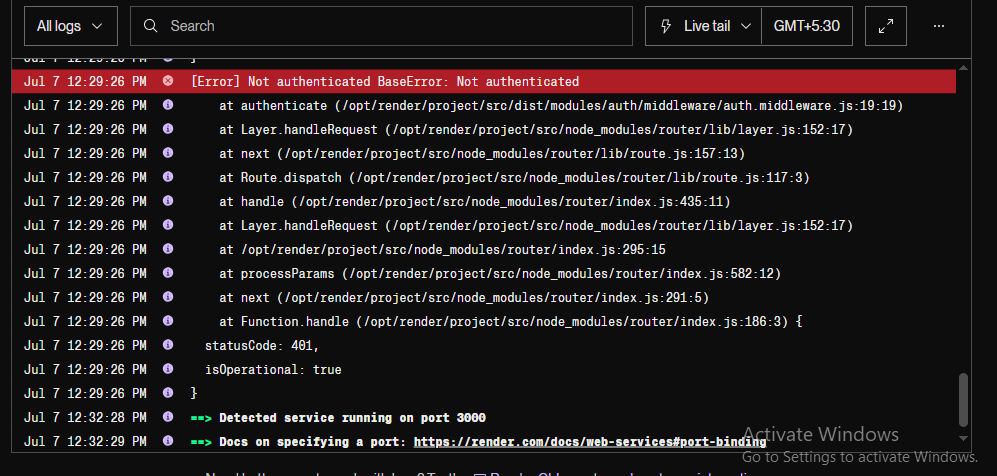 All logs
Search
Live tail
GMT+5:30
···
}
Jul 7 12:29:26 PM [Error] Not authenticated BaseError: Not authenticated
Jul 7 12:29:26 PM at authenticate (/opt/render/project/src/dist/modules/auth/middleware/auth.middleware.js:19:19)
Jul 7 12:29:26 PM at Layer.handleRequest (/opt/render/project/src/node_modules/router/lib/layer.js:152:17)
Jul 7 12:29:26 PM at next (/opt/render/project/src/node_modules/router/lib/route.js:157:13)
Jul 7 12:29:26 PM at Route.dispatch (/opt/render/project/src/node_modules/router/lib/route.js:117:3)
Jul 7 12:29:26 PM at handle (/opt/render/project/src/node_modules/router/index.js:435:11)
Jul 7 12:29:26 PM at Layer.handleRequest (/opt/render/project/src/node_modules/router/lib/layer.js:152:17)
Jul 7 12:29:26 PM at /opt/render/project/src/node_modules/router/index.js:295:15
Jul 7 12:29:26 PM at processParams (/opt/render/project/src/node_modules/router/index.js:582:12)
Jul 7 12:29:26 PM at next (/opt/render/project/src/node_modules/router/index.js:291:5)
Jul 7 12:29:26 PM at Function.handle (/opt/render/project/src/node_modules/router/index.js:186:3) {
Jul 7 12:29:26 PM statusCode: 401,
Jul 7 12:29:26 PM isOperational: true
Jul 7 12:29:26 PM }
Jul 7 12:32:28 PM ==> Detected service running on port 3000
Jul 7 12:32:29 PM ==> Docs on specifying a port: https://render.com/docs/web-services#port-binding
Activate Windows
Go to Settings to activate Windows.